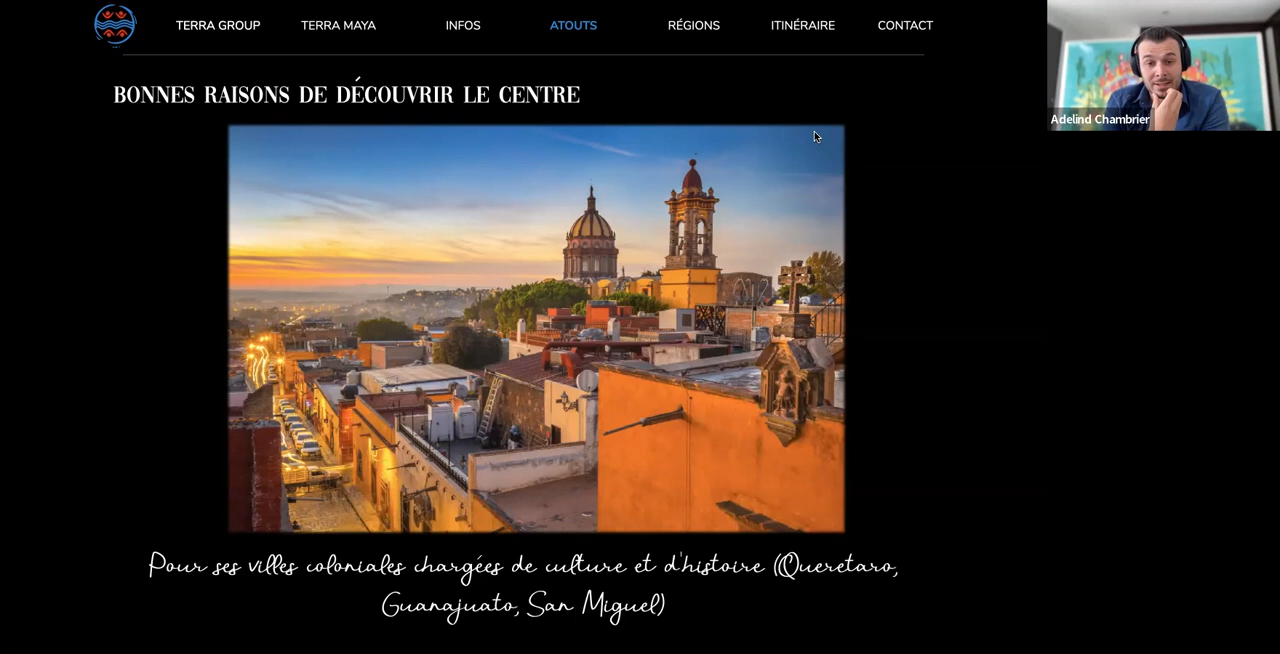 TERRA GROUP
TERRA MAYA
INFOS
ATOUTS
RÉGIONS
ITINÉRAIRE
CONTACT
Adelind Chambrier
BONNES RAISONS DE DÉCOUVRIR LE CENTRE
Pour ses villes coloniales chargées de culture et d'histoire (Queretaro,
Guanajuato, San Miguel)